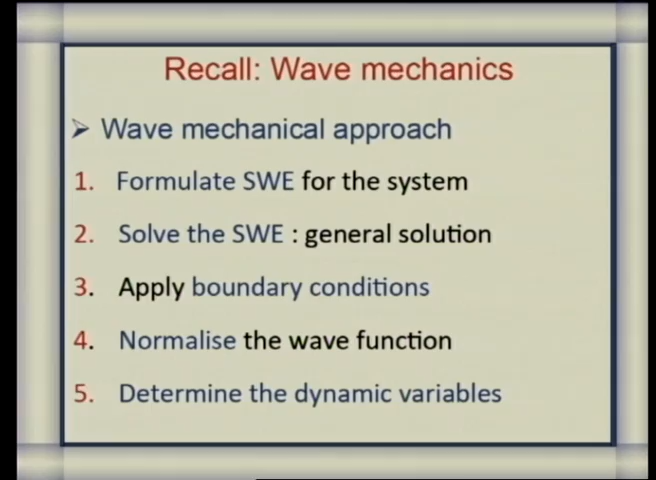 Recall: Wave mechanics
➢ Wave mechanical approach
1. Formulate SWE for the system
2. Solve the SWE : general solution
3. Apply boundary conditions
4. Normalise the wave function
5. Determine the dynamic variables